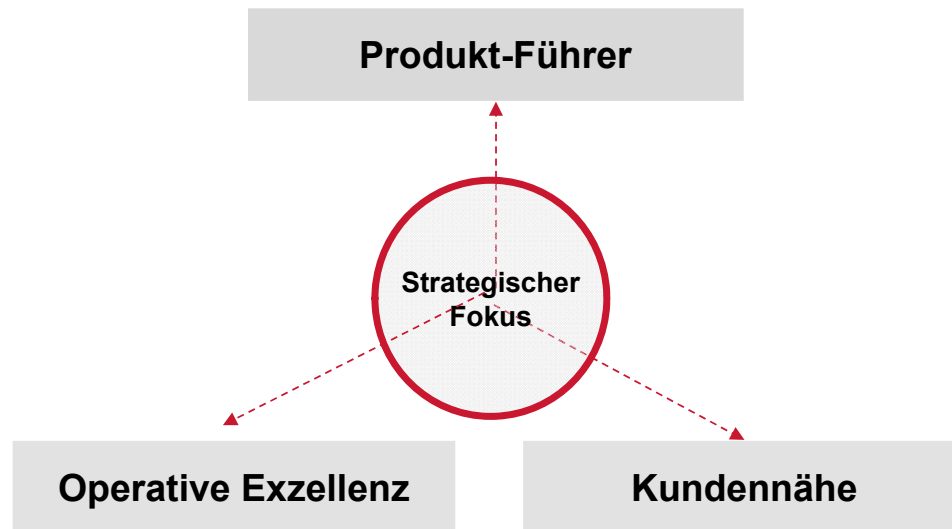 Produkt-Führer
Strategischer
Fokus
Operative Exzellenz
Kundennähe